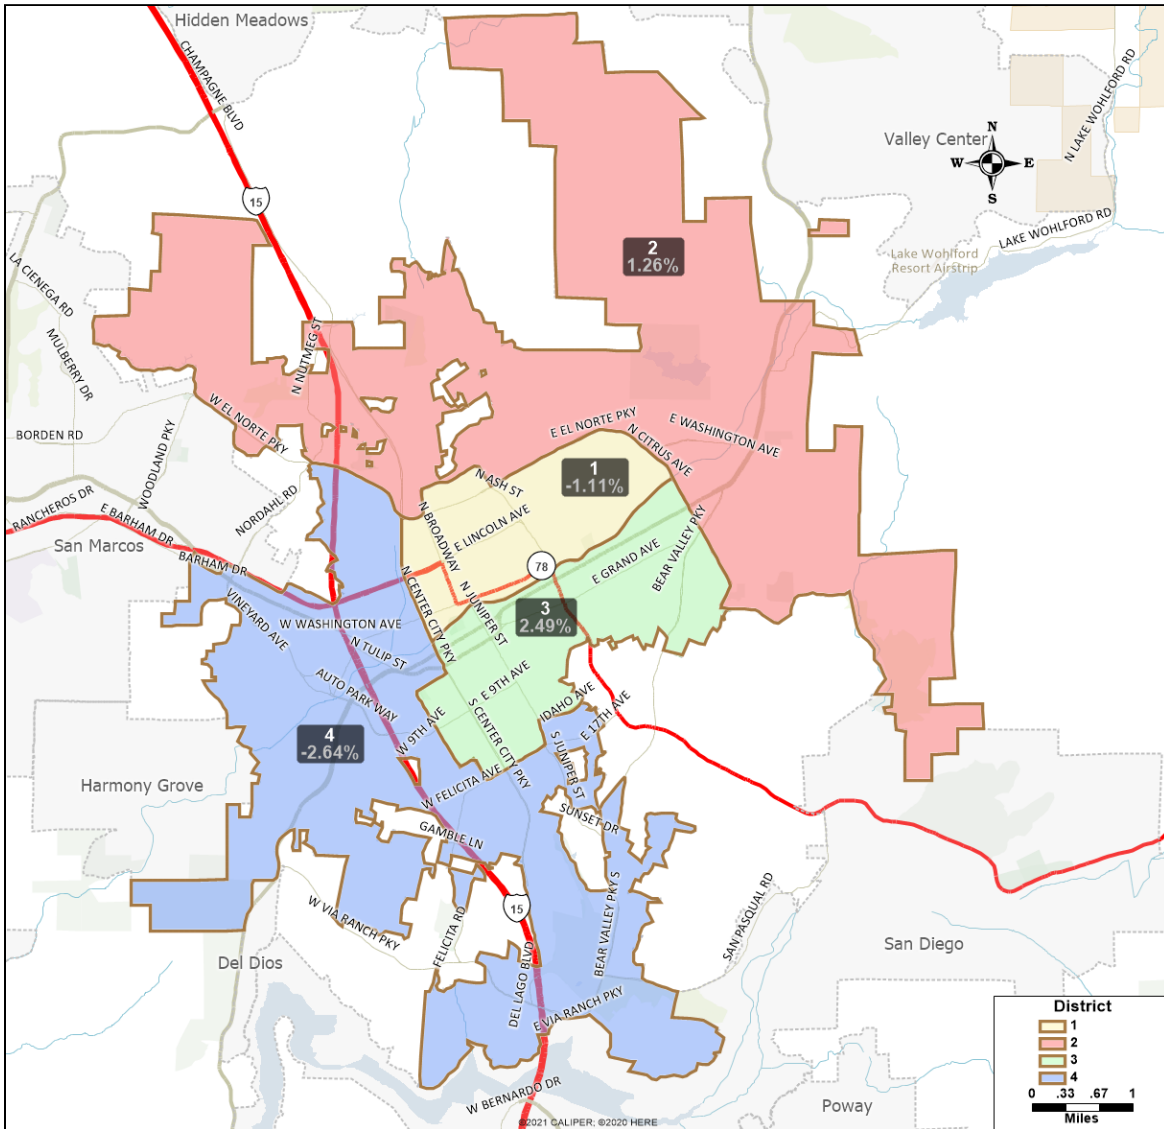 Hidden Meadows
CHAMPAGNE BLVD
15
Valley Center
N
W
E
S
N LAKE WOHLFORD RD
LAKE WOHLFORD RD
Lake Wohlford
Resort Airstrip
2
1.26%
LA CIENEGA RD
MULBERRY DR
N NUTMEG ST
BORDEN RD
WOODLAND PKY
W EL NORTE PKY
E EL NORTE PKY
N CITRUS AVE
E WASHINGTON AVE
1
-1.11%
N ASH ST
NORDAHL RD
RANCHEROS DR
E BARHAM DR
BARHAM DR
San Marcos
N BROADWAY
E LINCOLN AVE
78
E GRAND AVE
BEAR VALLEY PKY
N CENTER CITY PKY
N JUNIPER ST
3
2.49%
VINEYARD AVE
W WASHINGTON AVE
N TULIP ST
AUTO PARK WAY
E 9TH AVE
S CENTER CITY PKY
IDAHO AVE
E 17TH AVE
W 9TH AVE
S JUNIPER ST
4
-2.64%
Harmony Grove
W FELICITA AVE
SUNSET DR
GAMBLE LN
W VIA RANCH PKY
FELICITA RD
15
DEL LAGO BLVD
BEAR VALLEY PKY S
SAN PASQUAL RD
San Diego
Del Dios
E VIA RANCH PKY
W BERNARDO DR
Poway
District
1
2
3
4
0 .33 .67 1
Miles
©2021 CALIPER; ©2020 HERE